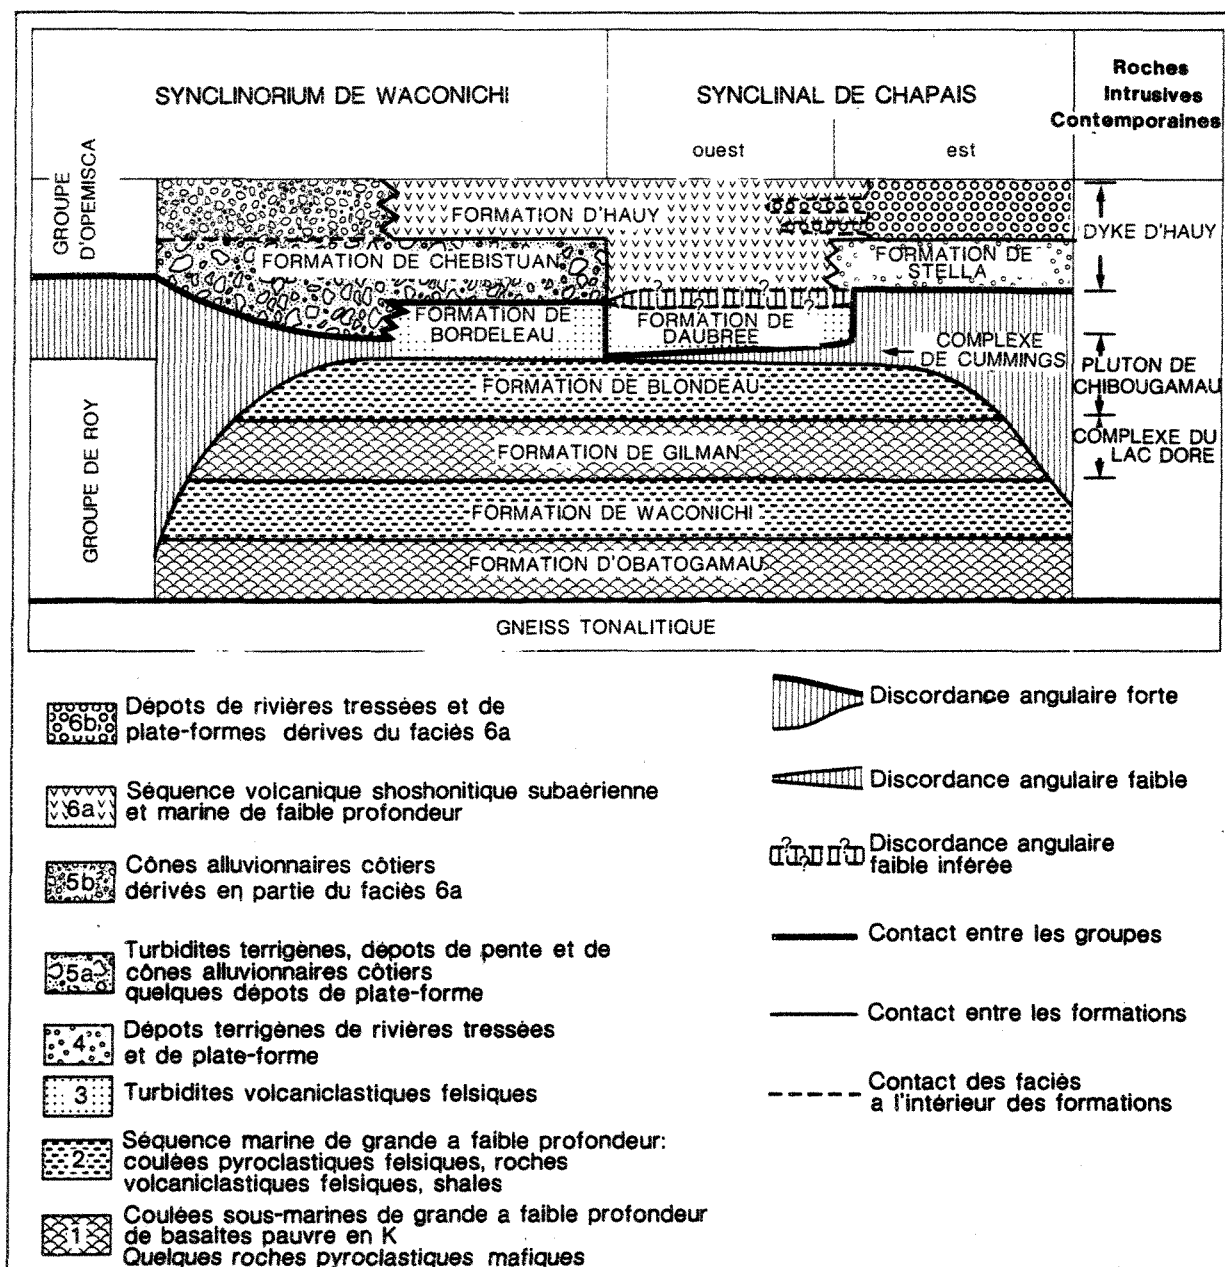 SYNCLINORIUM DE WACONICHI
SYNCLINAL DE CHAPAIS
ouest
est
Roches
Intrusives
Contemporaines
GROUPE
D'OPEMISCA
GROUPE DE ROY
FORMATION D'HAUY
FORMATION DE CHEBISTUAN
FORMATION DE
STELLA
FORMATION DE
BORDELEAU
FORMATION DE
DAUBRÉE
COMPLEXE
DE CUMMINGS
FORMATION DE BLONDEAU
FORMATION DE GILMAN
FORMATION DE WACONICHI
FORMATION D'OBATOGAMAU
GNEISS TONALITIQUE
DYKE D'HAUY
PLUTON DE
CHIBOUGAMAU
COMPLEXE DU
LAC DORE
? ? ? ?
6b Dépots de rivières tressées et de
plate-formes dérives du faciès 6a
6a Séquence volcanique shoshonitique subaérienne
et marine de faible profondeur
5b Cônes alluvionnaires côtiers
dérivés en partie du faciès 6a
5a Turbidites terrigènes, dépots de pente et de
cônes alluvionnaires côtiers
quelques dépots de plate-forme
4 Dépots terrigènes de rivières tressées
et de plate-forme
3 Turbidites volcaniclastiques felsiques
2 Séquence marine de grande a faible profondeur:
coulées pyroclastiques felsiques, roches
volcaniclastiques felsiques, shales
1 Coulées sous-marines de grande a faible profondeur
de basaltes pauvre en K
Quelques roches pyroclastiques mafiques
Discordance angulaire forte
Discordance angulaire faible
? ? ? Discordance angulaire
faible inférée
Contact entre les groupes
Contact entre les formations
Contact des faciès
a l'intérieur des formations